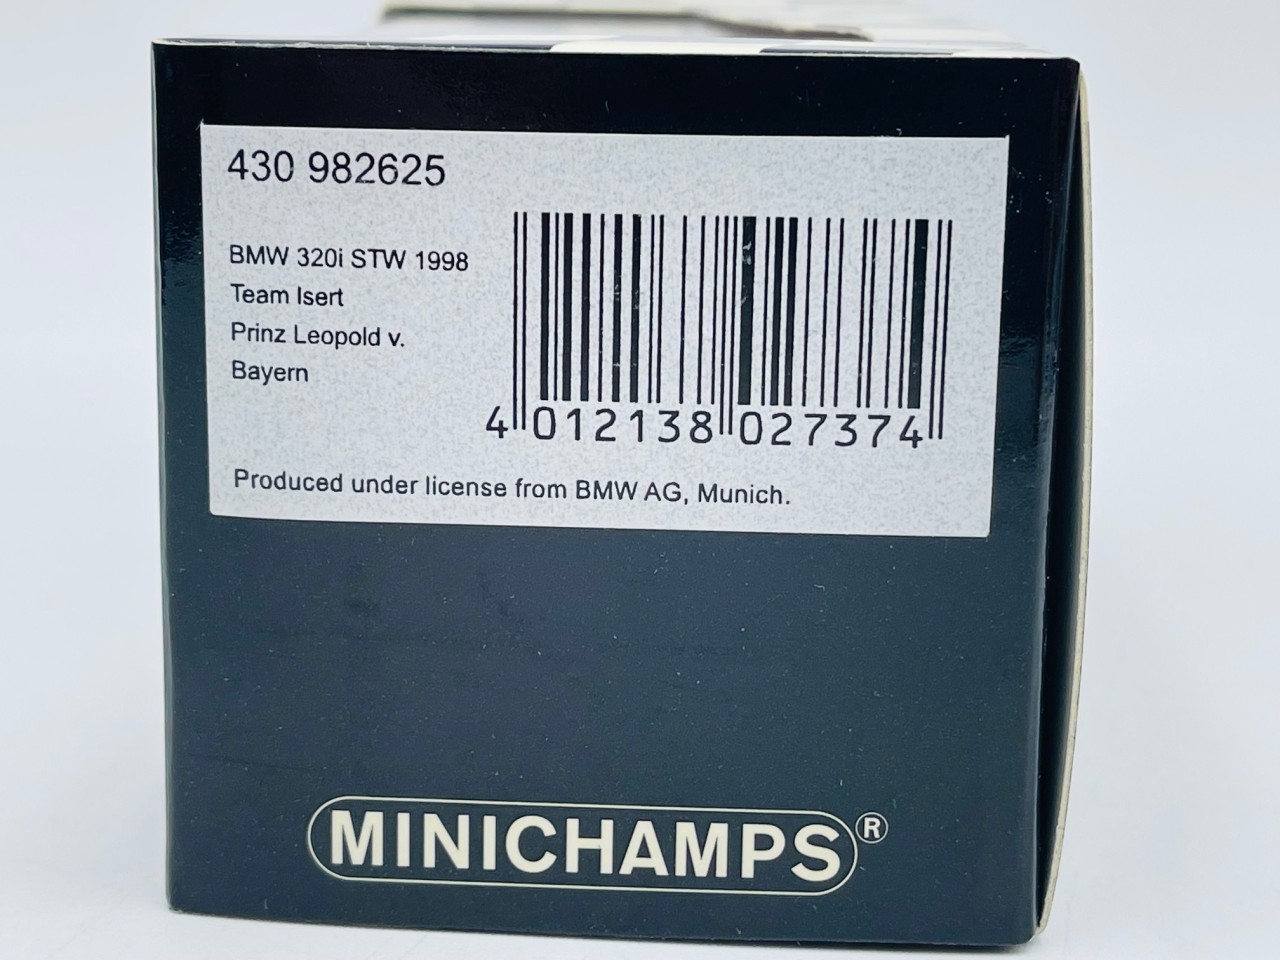 430 982625
BMW 320i STW 1998
Team Isert
Prinz Leopold v.
Bayern
4 012138 027374
Produced under license from BMW AG, Munich.
MINICHAMPS®